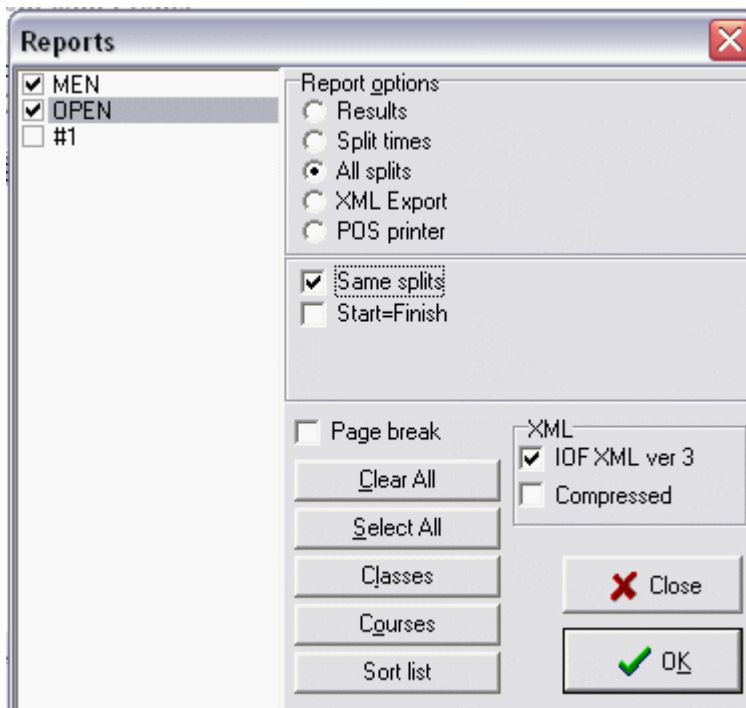 Reports
MEN
OPEN
#1
Report options
Results
Split times
All splits
XML Export
POS printer
Same splits
Start=Finish
Page break
Clear All
Select All
Classes
Courses
Sort list
XML
IOF XML ver 3
Compressed
Close
OK